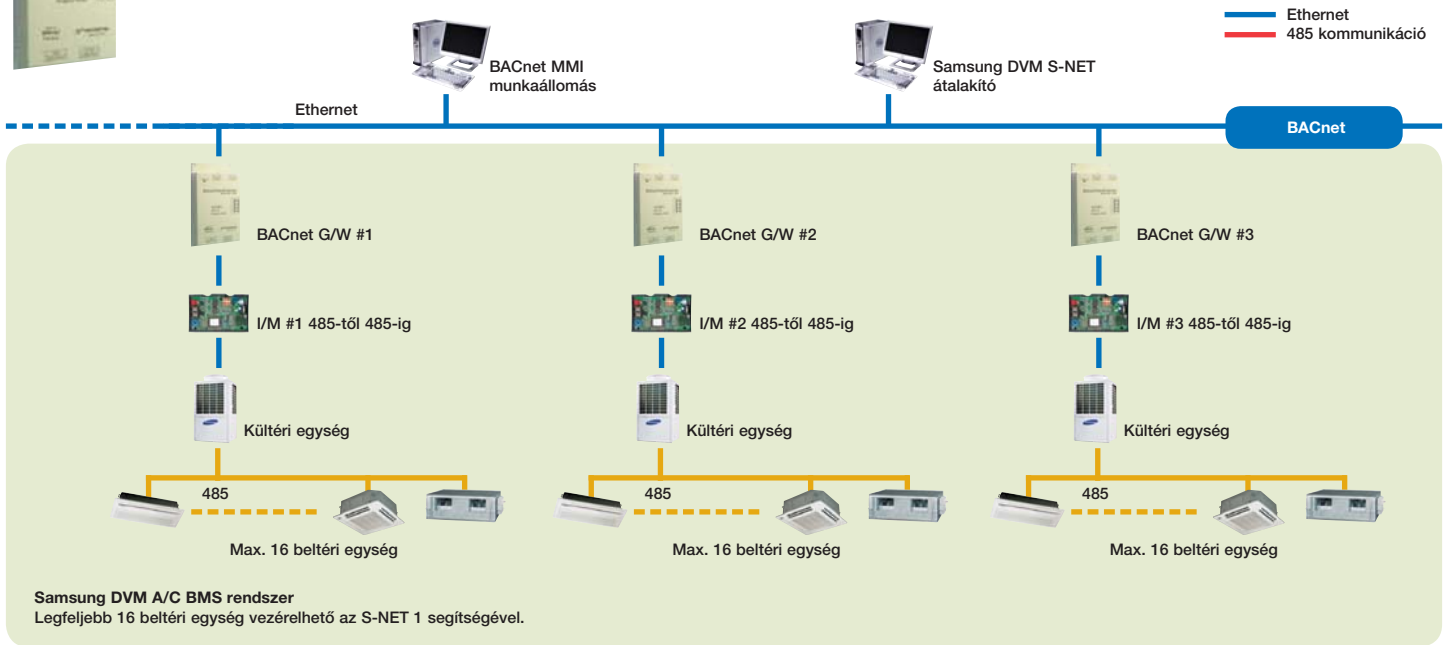 Ethernet
485 kommunikáció
BACnet MMI
munkaállomás
Samsung DVM S-NET
átalakító
Ethernet
BACnet
BACnet G/W #1
BACnet G/W #2
BACnet G/W #3
I/M #1 485-től 485-ig
I/M #2 485-től 485-ig
I/M #3 485-től 485-ig
Kültéri egység
Kültéri egység
Kültéri egység
485
485
485
Max. 16 beltéri egység
Max. 16 beltéri egység
Max. 16 beltéri egység
Samsung DVM A/C BMS rendszer
Legfeljebb 16 beltéri egység vezérelhető az S-NET 1 segítségével.